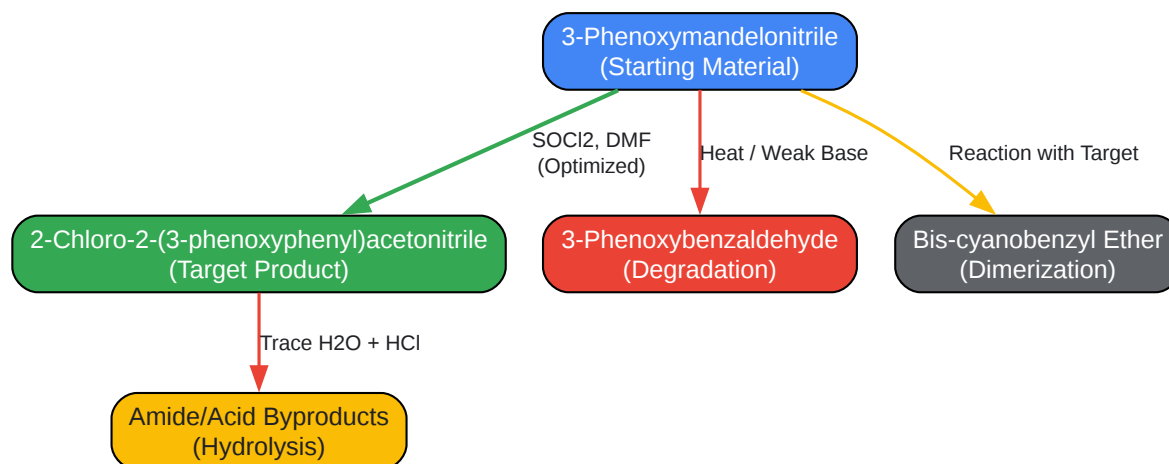 3-Phenoxymandelonitrile
(Starting Material)
SOCl2, DMF
(Optimized)
Heat / Weak Base
Reaction with Target
2-Chloro-2-(3-phenoxyphenyl)acetonitrile
(Target Product)
3-Phenoxybenzaldehyde
(Degradation)
Bis-cyanobenzyl Ether
(Dimerization)
Trace H2O + HCl
Amide/Acid Byproducts
(Hydrolysis)